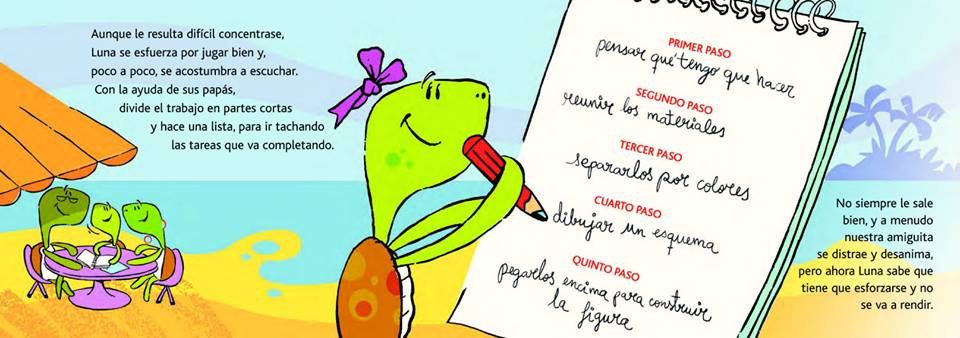 Aunque le resulta difícil concentrase,
Luna se esfuerza por jugar bien y,
poco a poco, se acostumbra a escuchar.
Con la ayuda de sus papás,
divide el trabajo en partes cortas
y hace una lista, para ir tachando
las tareas que va completando.
PRIMER PASO
pensar qué tengo que hacer
SEGUNDO PASO
reunir los materiales
TERCER PASO
separarlos por colores
CUARTO PASO
dibujar un esquema
QUINTO PASO
pegarlos encima para construir
la figura
No siempre le sale
bien, y a menudo
nuestra amiguita
se distrae y desanima,
pero ahora Luna sabe que
tiene que esforzarse y no
se va a rendir.